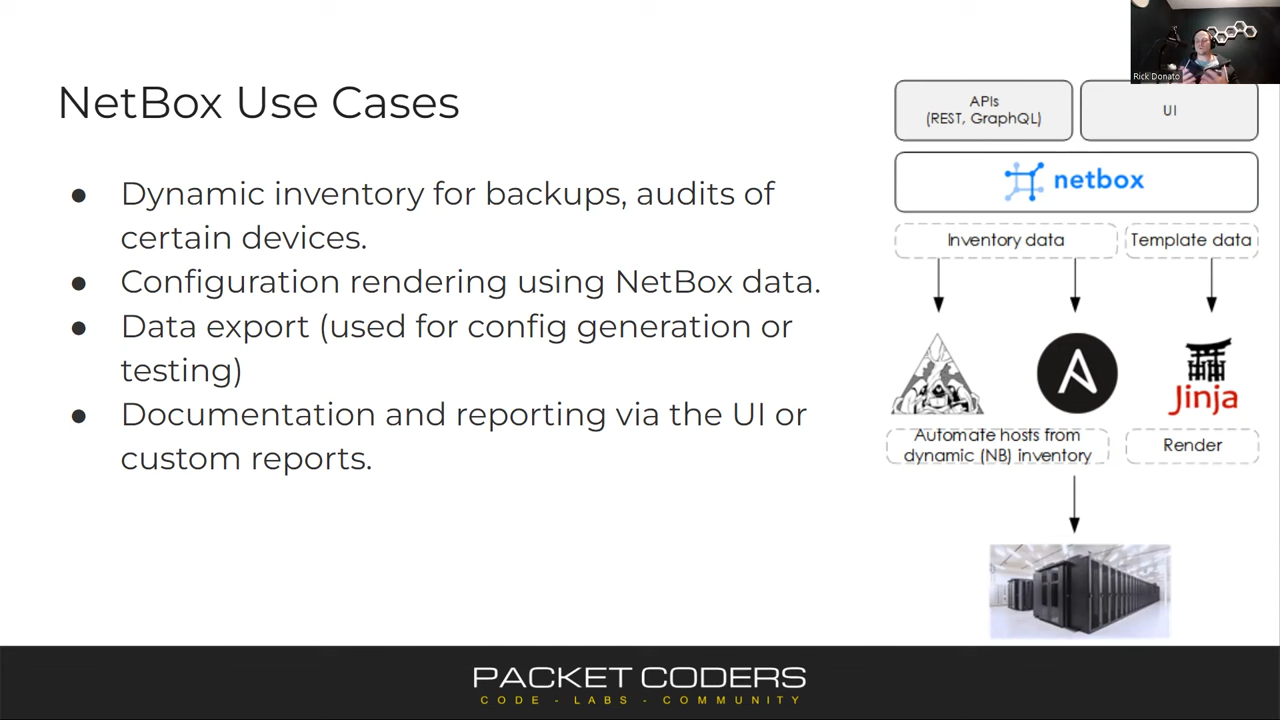 Rick Donato
NetBox Use Cases
● Dynamic inventory for backups, audits of
certain devices.
● Configuration rendering using NetBox data.
● Data export (used for config generation or
testing)
● Documentation and reporting via the UI or
custom reports.
APIs
(REST, GraphQL)
UI
netbox
Inventory data
Template data
Jinja
Automate hosts from
dynamic (NB) inventory
Render
PACKET CODERS
CODE - LABS - COMMUNITY